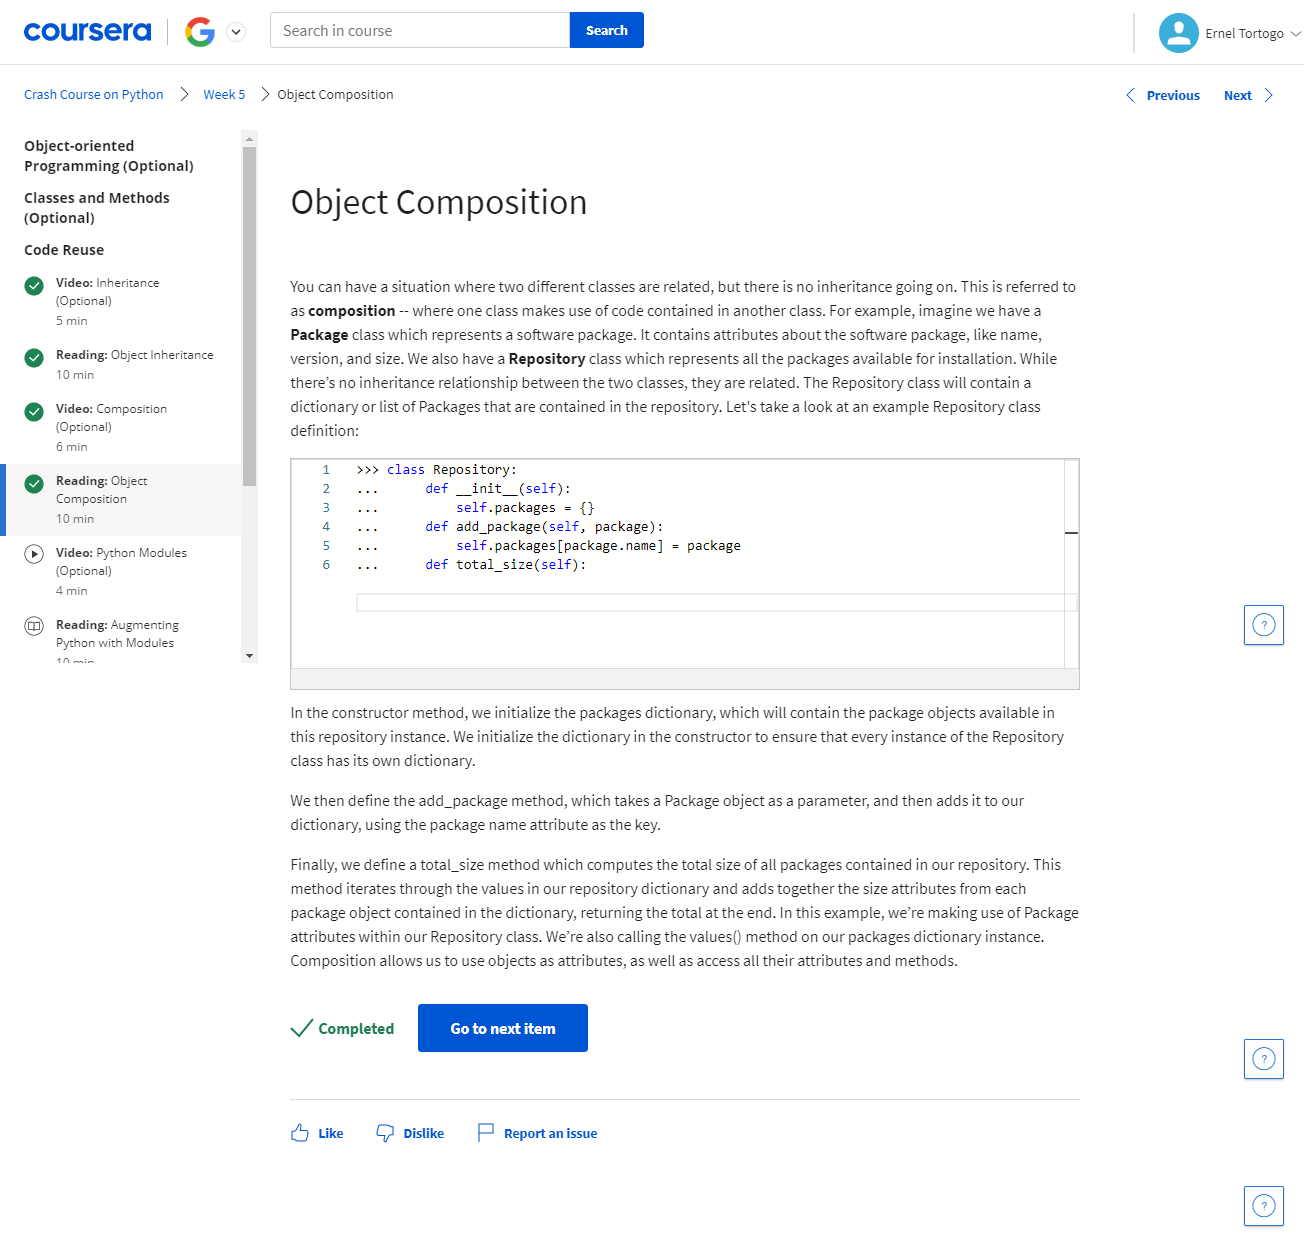 coursera
Search in course
Search
Ernel Tortogo
Crash Course on Python
Week 5
Object Composition
Previous
Next
Object-oriented
Programming (Optional)
Classes and Methods
(Optional)
Code Reuse
Video: Inheritance
(Optional)
5 min
Reading: Object Inheritance
10 min
Video: Composition
(Optional)
6 min
Reading: Object
Composition
10 min
Video: Python Modules
(Optional)
4 min
Reading: Augmenting
Python with Modules
10 min
Object Composition
You can have a situation where two different classes are related, but there is no inheritance going on. This is referred to
as composition -- where one class makes use of code contained in another class. For example, imagine we have a
Package class which represents a software package. It contains attributes about the software package, like name,
version, and size. We also have a Repository class which represents all the packages available for installation. While
there’s no inheritance relationship between the two classes, they are related. The Repository class will contain a
dictionary or list of Packages that are contained in the repository. Let's take a look at an example Repository class
definition:
1 >>> class Repository:
2 ...      def __init__(self):
3 ...          self.packages = {}
4 ...      def add_package(self, package):
5 ...          self.packages[package.name] = package
6 ...      def total_size(self):
In the constructor method, we initialize the packages dictionary, which will contain the package objects available in
this repository instance. We initialize the dictionary in the constructor to ensure that every instance of the Repository
class has its own dictionary.
We then define the add_package method, which takes a Package object as a parameter, and then adds it to our
dictionary, using the package name attribute as the key.
Finally, we define a total_size method which computes the total size of all packages contained in our repository. This
method iterates through the values in our repository dictionary and adds together the size attributes from each
package object contained in the dictionary, returning the total at the end. In this example, we’re making use of Package
attributes within our Repository class. We’re also calling the values() method on our packages dictionary instance.
Composition allows us to use objects as attributes, as well as access all their attributes and methods.
Completed
Go to next item
Like
Dislike
Report an issue
?
?
?